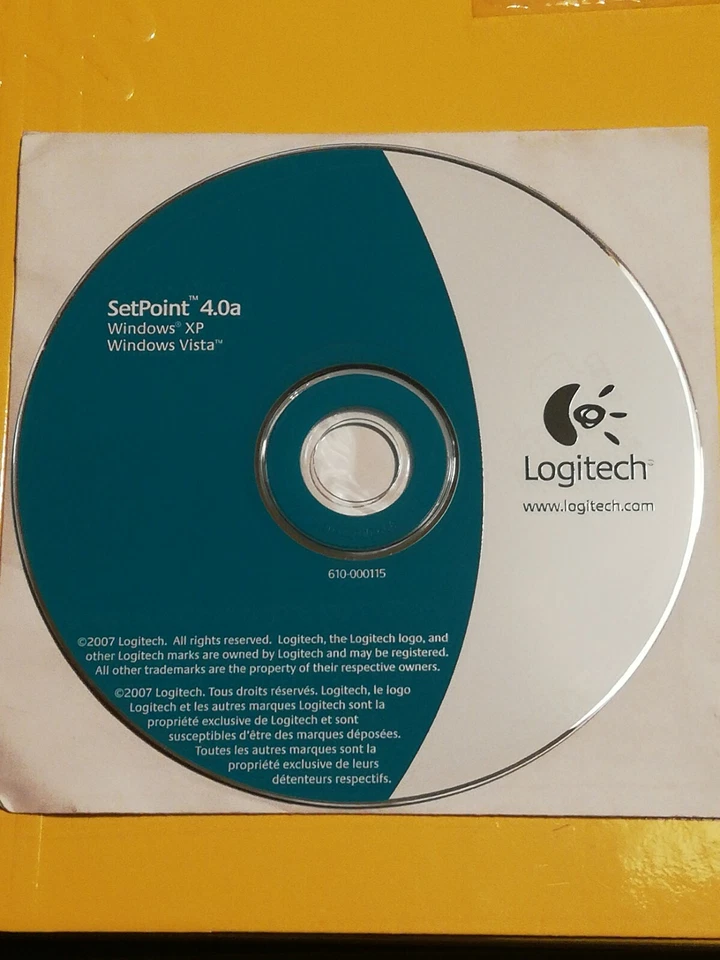 SetPoint™ 4.0a
Windows® XP
Windows Vista™
Logitech™
www.logitech.com
610-000115
©2007 Logitech. All rights reserved. Logitech, the Logitech logo, and
other Logitech marks are owned by Logitech and may be registered.
All other trademarks are the property of their respective owners.
©2007 Logitech. Tous droits réservés. Logitech, le logo
Logitech et les autres marques Logitech sont la
propriété exclusive de Logitech et sont
susceptibles d'être des marques déposées.
Toutes les autres marques sont la
propriété exclusive de leurs
détenteurs respectifs.